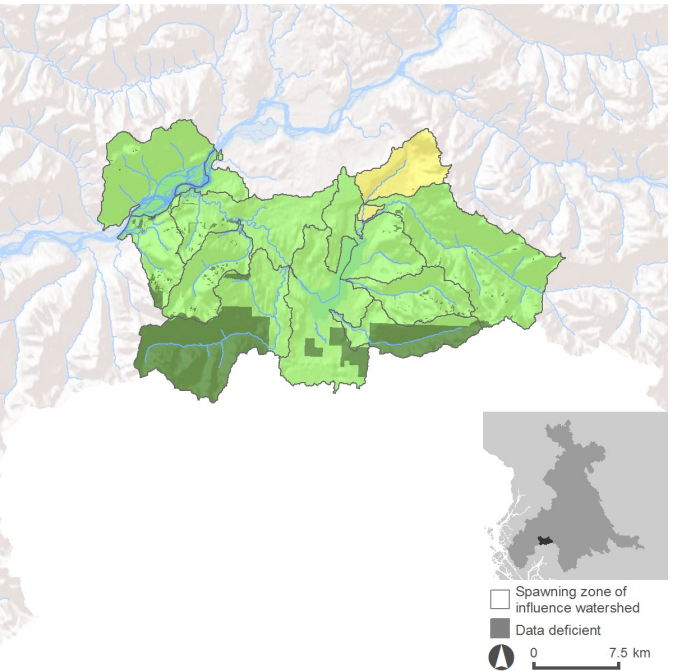 Spawning zone of
influence watershed
Data deficient
0 7.5 km